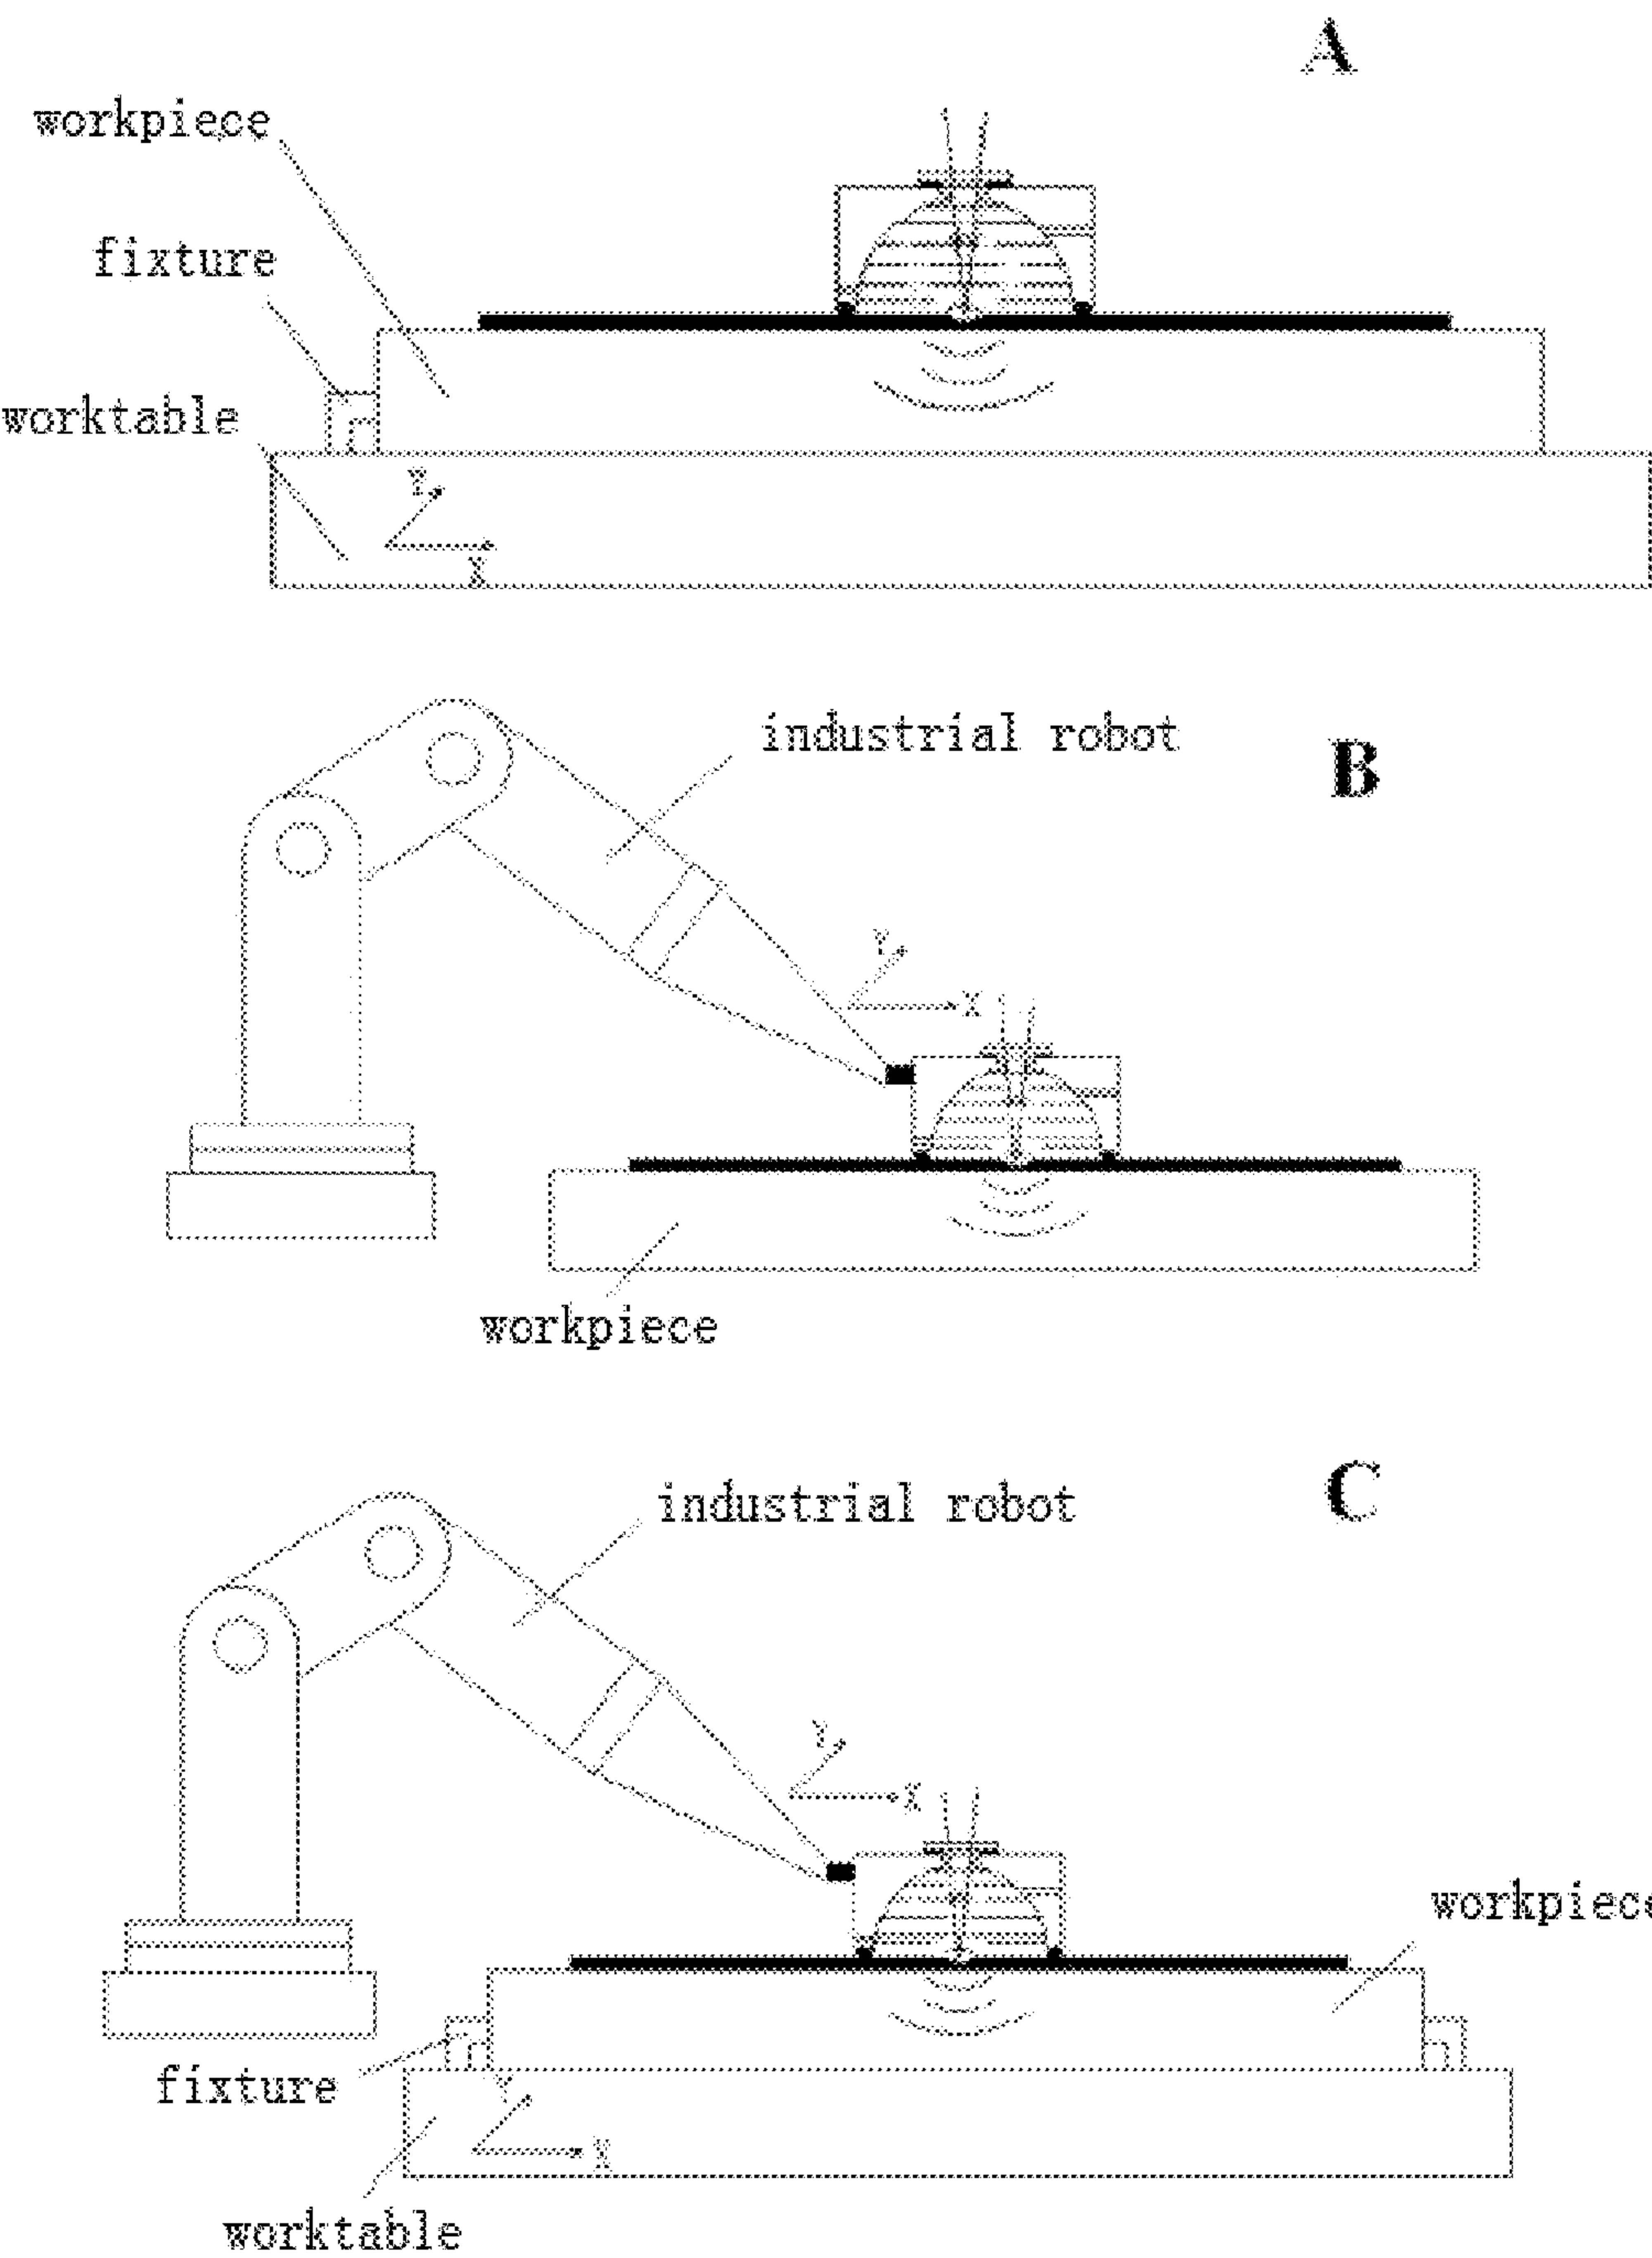 A
workpiece
fixture
worktable
Y
X
industrial robot
B
Y
X
workpiece
industrial robot
C
Y
X
workpiece
fixture
Y
X
worktable